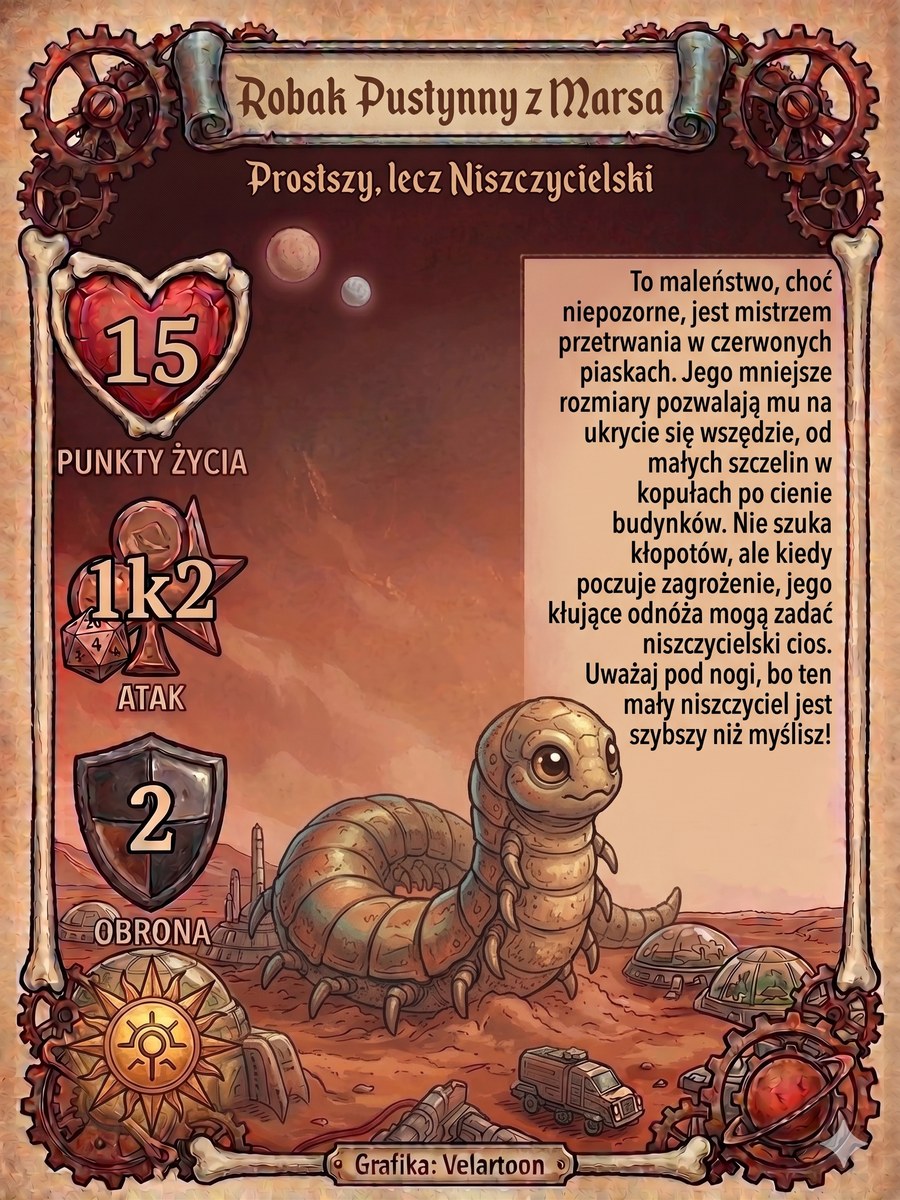 Robak Pustynny z Marsa
Prostszy, lecz Niszczycielski
15
PUNKTY ŻYCIA
1k2
4
ATAK
2
OBRONA
To maleństwo, choć
niepozorne, jest mistrzem
przetrwania w czerwonych
piaskach. Jego mniejsze
rozmiary pozwalają mu na
ukrycie się wszędzie, od
małych szczelin w
kopułach po cienie
budynków. Nie szuka
kłopotów, ale kiedy
poczuje zagrożenie, jego
kłujące odnóża mogą zadać
niszczycielski cios.
Uważaj pod nogi, bo ten
mały niszczyciel jest
szybszy niż myślisz!
Grafika: Velartoon